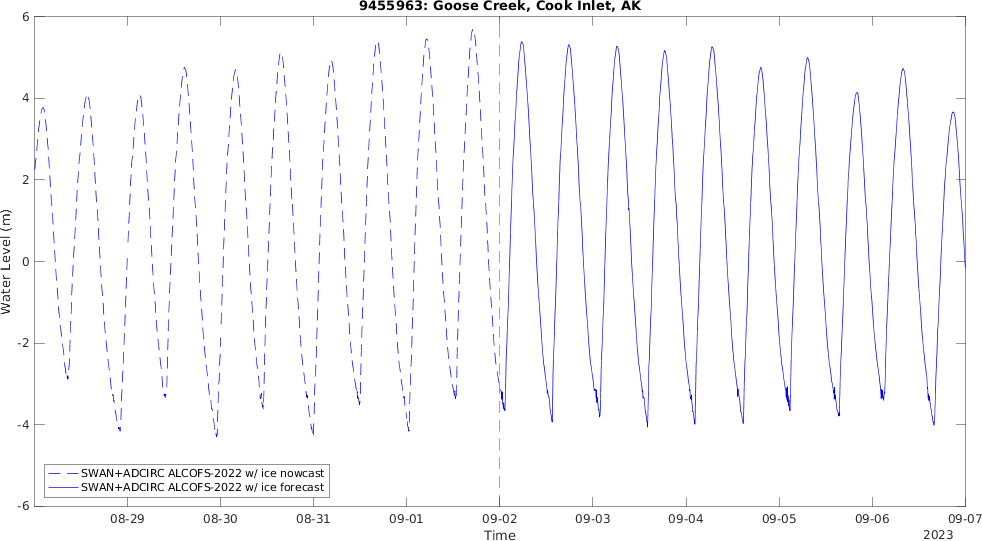 9455963: Goose Creek, Cook Inlet, AK
6
4
2
0
-2
-4
-6
Water Level (m)
SWAN+ADCIRC ALCOFS-2022 w/ ice nowcast
SWAN+ADCIRC ALCOFS-2022 w/ ice forecast
08-29 08-30 08-31 09-01 09-02 09-03 09-04 09-05 09-06 09-07
Time
2023